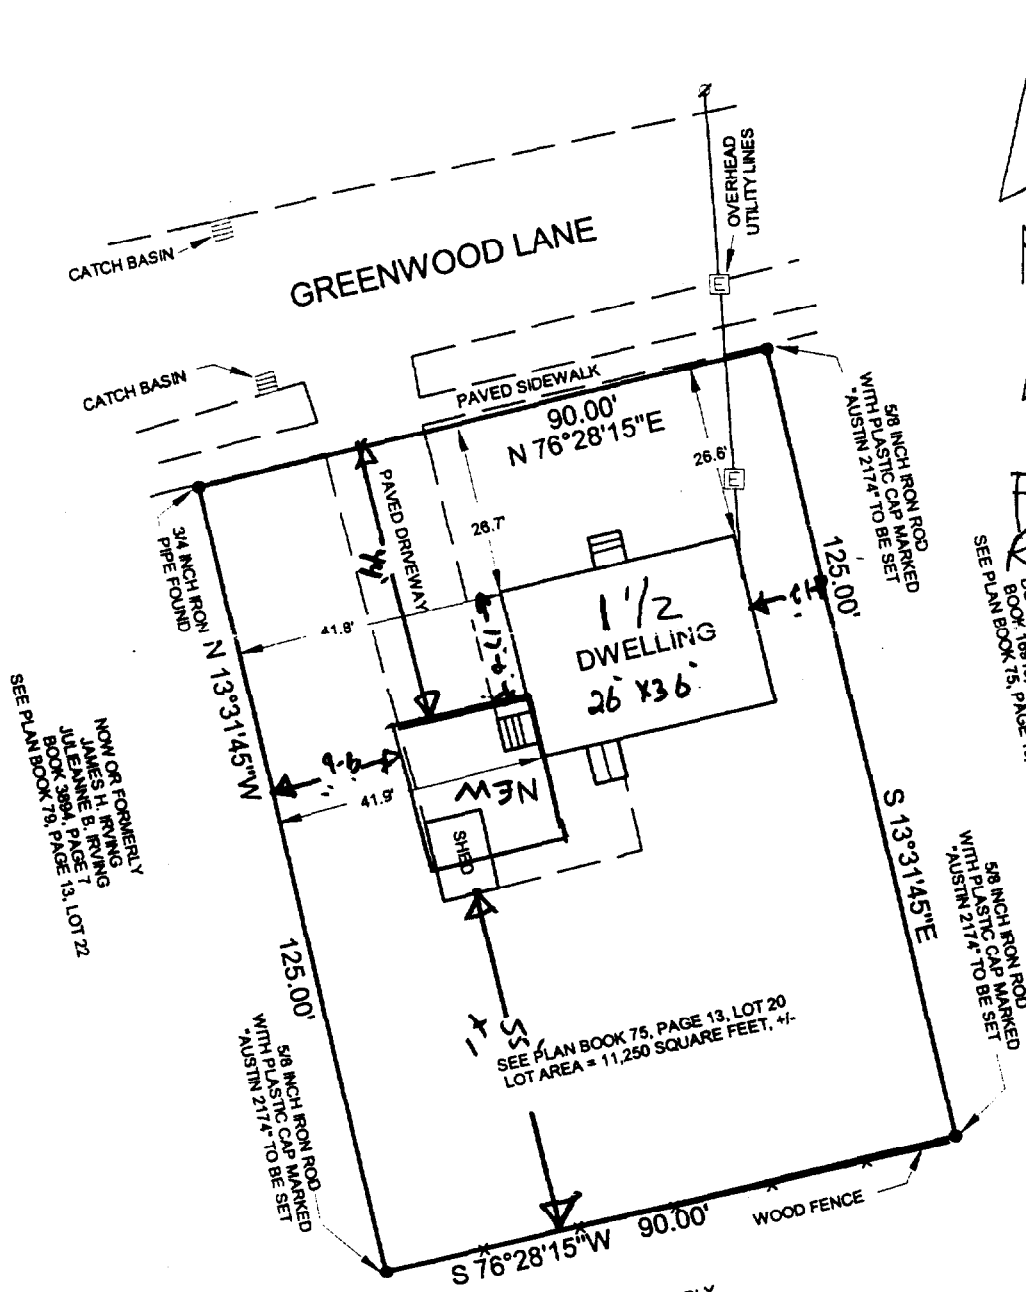 OVERHEAD
UTILITY LINES
CATCH BASIN
GREENWOOD LANE
E
CATCH BASIN
PAVED SIDEWALK
90.00'
N 76°28'15"E
5/8 INCH IRON ROD
WITH PLASTIC CAP MARKED
"AUSTIN 2174" TO BE SET
26.6'
E
PAVED DRIVEWAY
26.7'
44'
3/4 INCH IRON
PIPE FOUND
125.00'
41.8'
1 1/2
DWELLING
26' X36'
N 13°31'45"W
SEE PLAN BOOK 75, PAGE
NOW OR FORMERLY
JAMES H. IRVING
JULEANNE B. IRVING
BOOK 3894, PAGE 7
SEE PLAN BOOK 79, PAGE 13, LOT 22
9-6
41.9'
NEW
SHED
S 13°31'45"E
5/8 INCH IRON ROD
WITH PLASTIC CAP MARKED
"AUSTIN 2174" TO BE SET
125.00'
55'
+-
SEE PLAN BOOK 75, PAGE 13, LOT 20
LOT AREA = 11,250 SQUARE FEET, +/-
5/8 INCH IRON ROD
WITH PLASTIC CAP MARKED
"AUSTIN 2174" TO BE SET
WOOD FENCE
90.00'
S 76°28'15"W